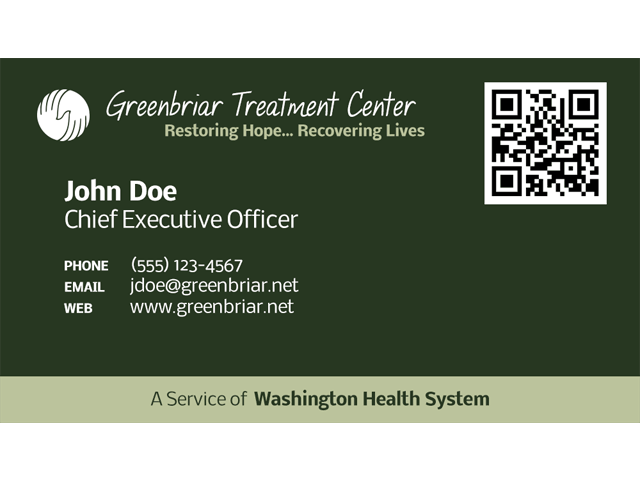 Greenbriar Treatment Center
Restoring Hope... Recovering Lives
John Doe
Chief Executive Officer
PHONE (555) 123-4567
EMAIL jdoe@greenbriar.net
WEB www.greenbriar.net
A Service of Washington Health System